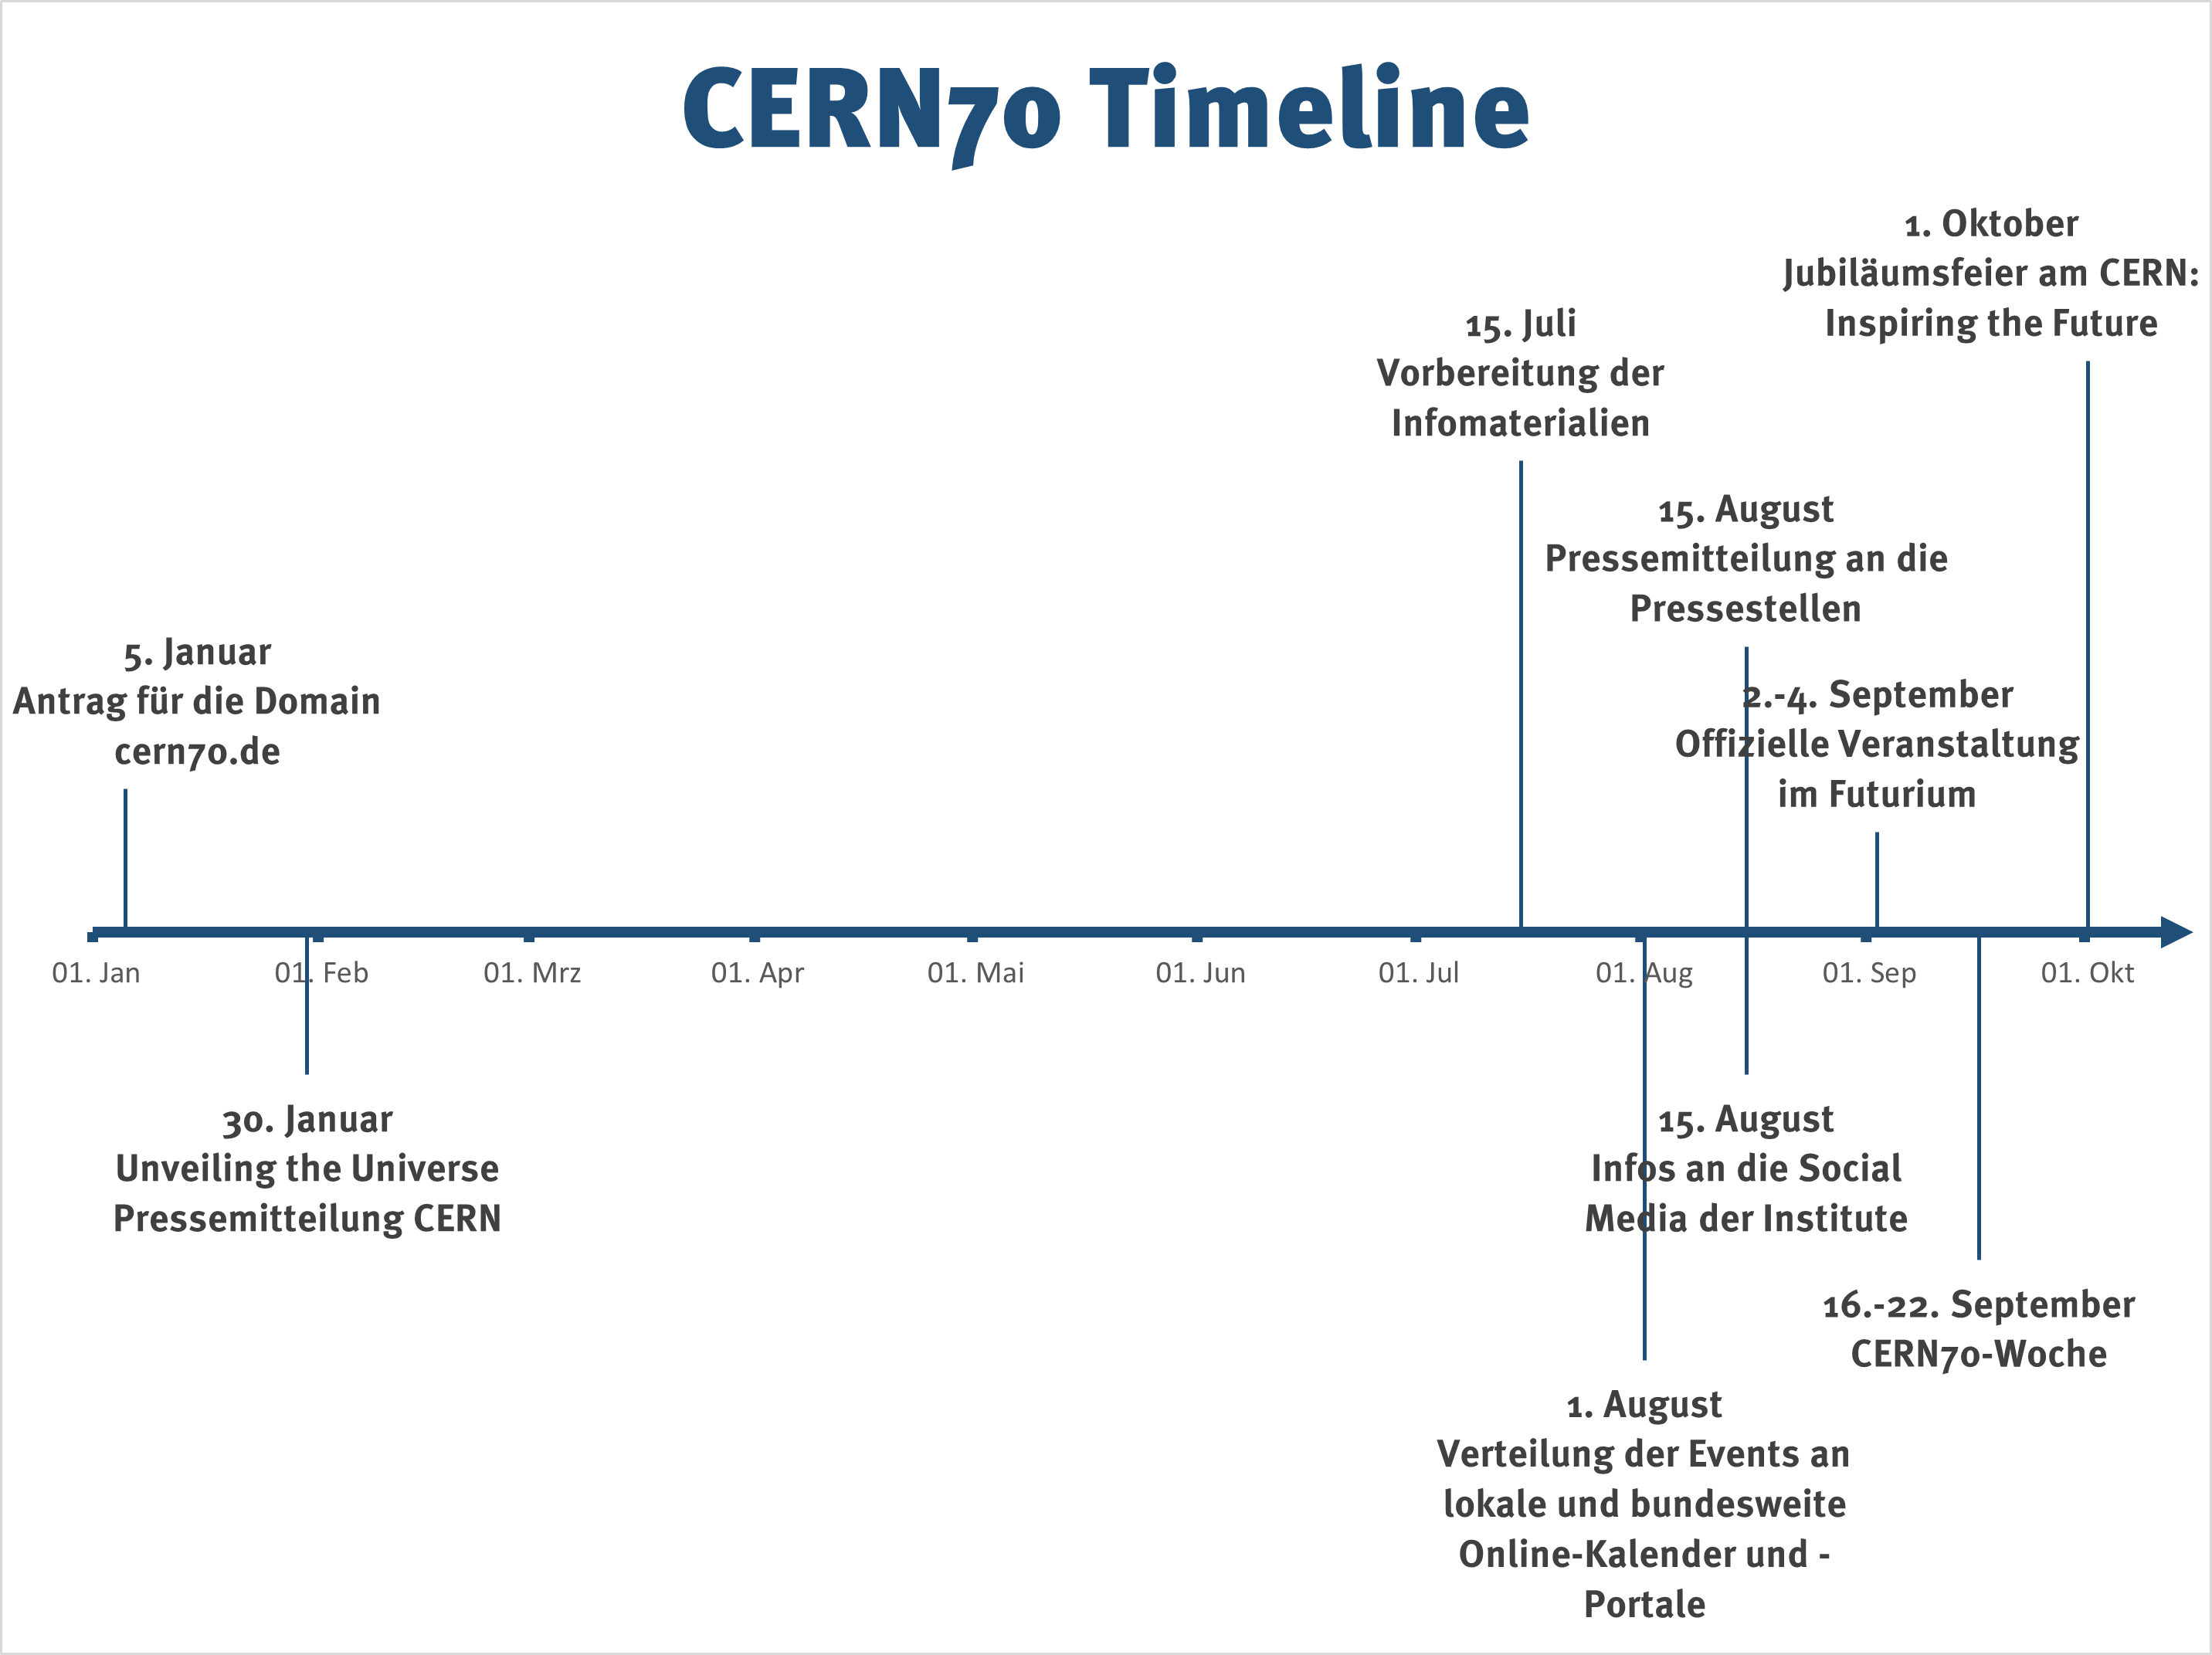 CERN70 Timeline
1. Oktober
Jubiläumsfeier am CERN:
Inspiring the Future
15. Juli
Vorbereitung der
Infomaterialien
15. August
Pressemitteilung an die
Pressestellen
5. Januar
Antrag für die Domain
cern70.de
2.-4. September
Offizielle Veranstaltung
im Futurium
01. Jan
01. Feb
01. Mrz
01. Apr
01. Mai
01. Jun
01. Jul
01. Aug
01. Sep
01. Okt
30. Januar
Unveiling the Universe
Pressemitteilung CERN
15. August
Infos an die Social
Media der Institute
16.-22. September
CERN70-Woche
1. August
Verteilung der Events an
lokale und bundesweite
Online-Kalender und -
Portale